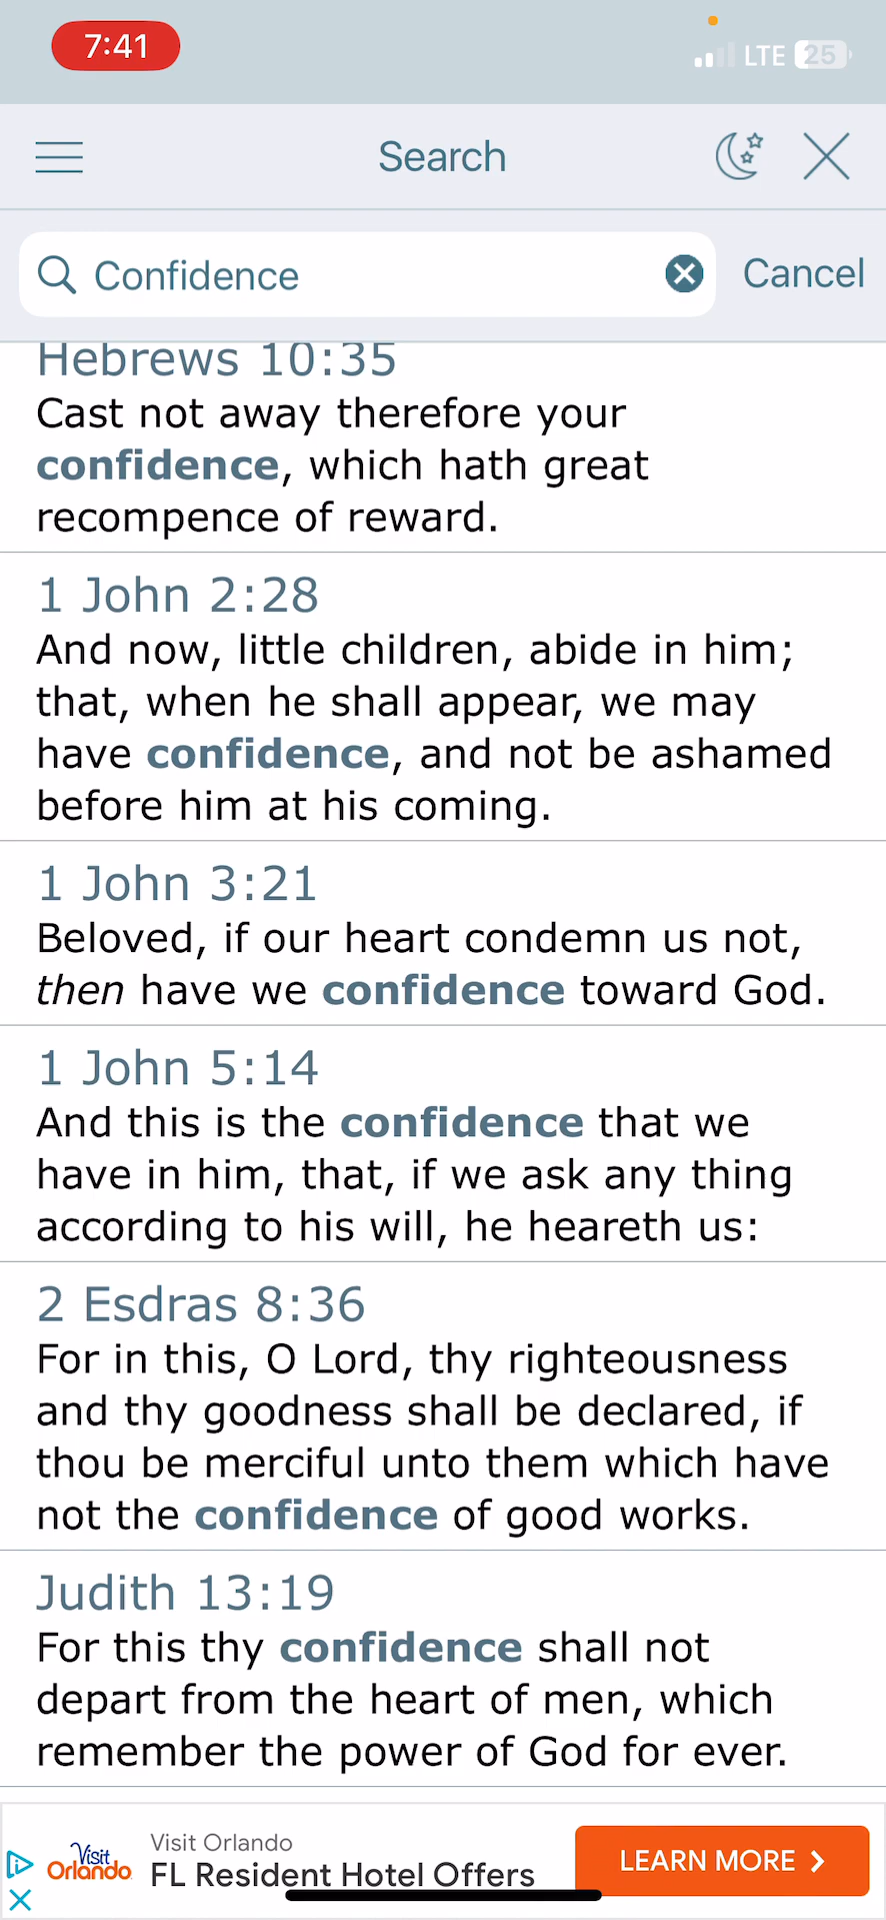 7:41
LTE 25
Search
Confidence
Cancel
Hebrews 10:35
Cast not away therefore your
confidence, which hath great
recompence of reward.
1 John 2:28
And now, little children, abide in him;
that, when he shall appear, we may
have confidence, and not be ashamed
before him at his coming.
1 John 3:21
Beloved, if our heart condemn us not,
then have we confidence toward God.
1 John 5:14
And this is the confidence that we
have in him, that, if we ask any thing
according to his will, he heareth us:
2 Esdras 8:36
For in this, O Lord, thy righteousness
and thy goodness shall be declared, if
thou be merciful unto them which have
not the confidence of good works.
Judith 13:19
For this thy confidence shall not
depart from the heart of men, which
remember the power of God for ever.
Visit
Orlando
Visit Orlando
FL Resident Hotel Offers
LEARN MORE